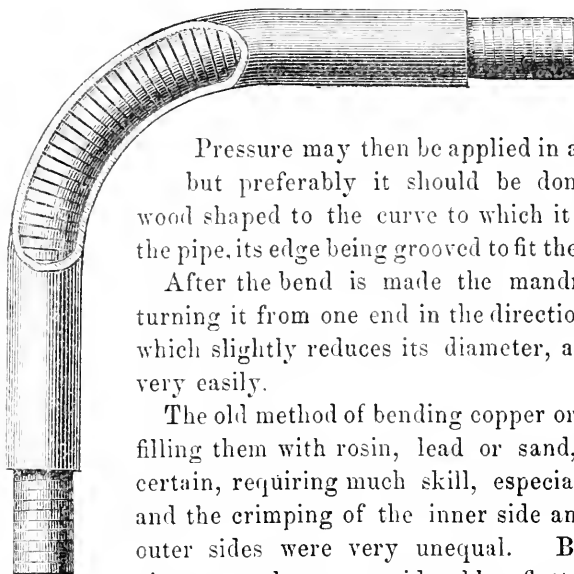 Pressure may then be applied in a
but preferably it should be don
wood shaped to the curve to which it
the pipe, its edge being grooved to fit the
After the bend is made the mandr
turning it from one end in the directio
which slightly reduces its diameter, a
very easily.
The old method of bending copper or
filling them with rosin, lead or sand,
certain, requiring much skill, especia
and the crimping of the inner side an
outer sides were very unequal. B